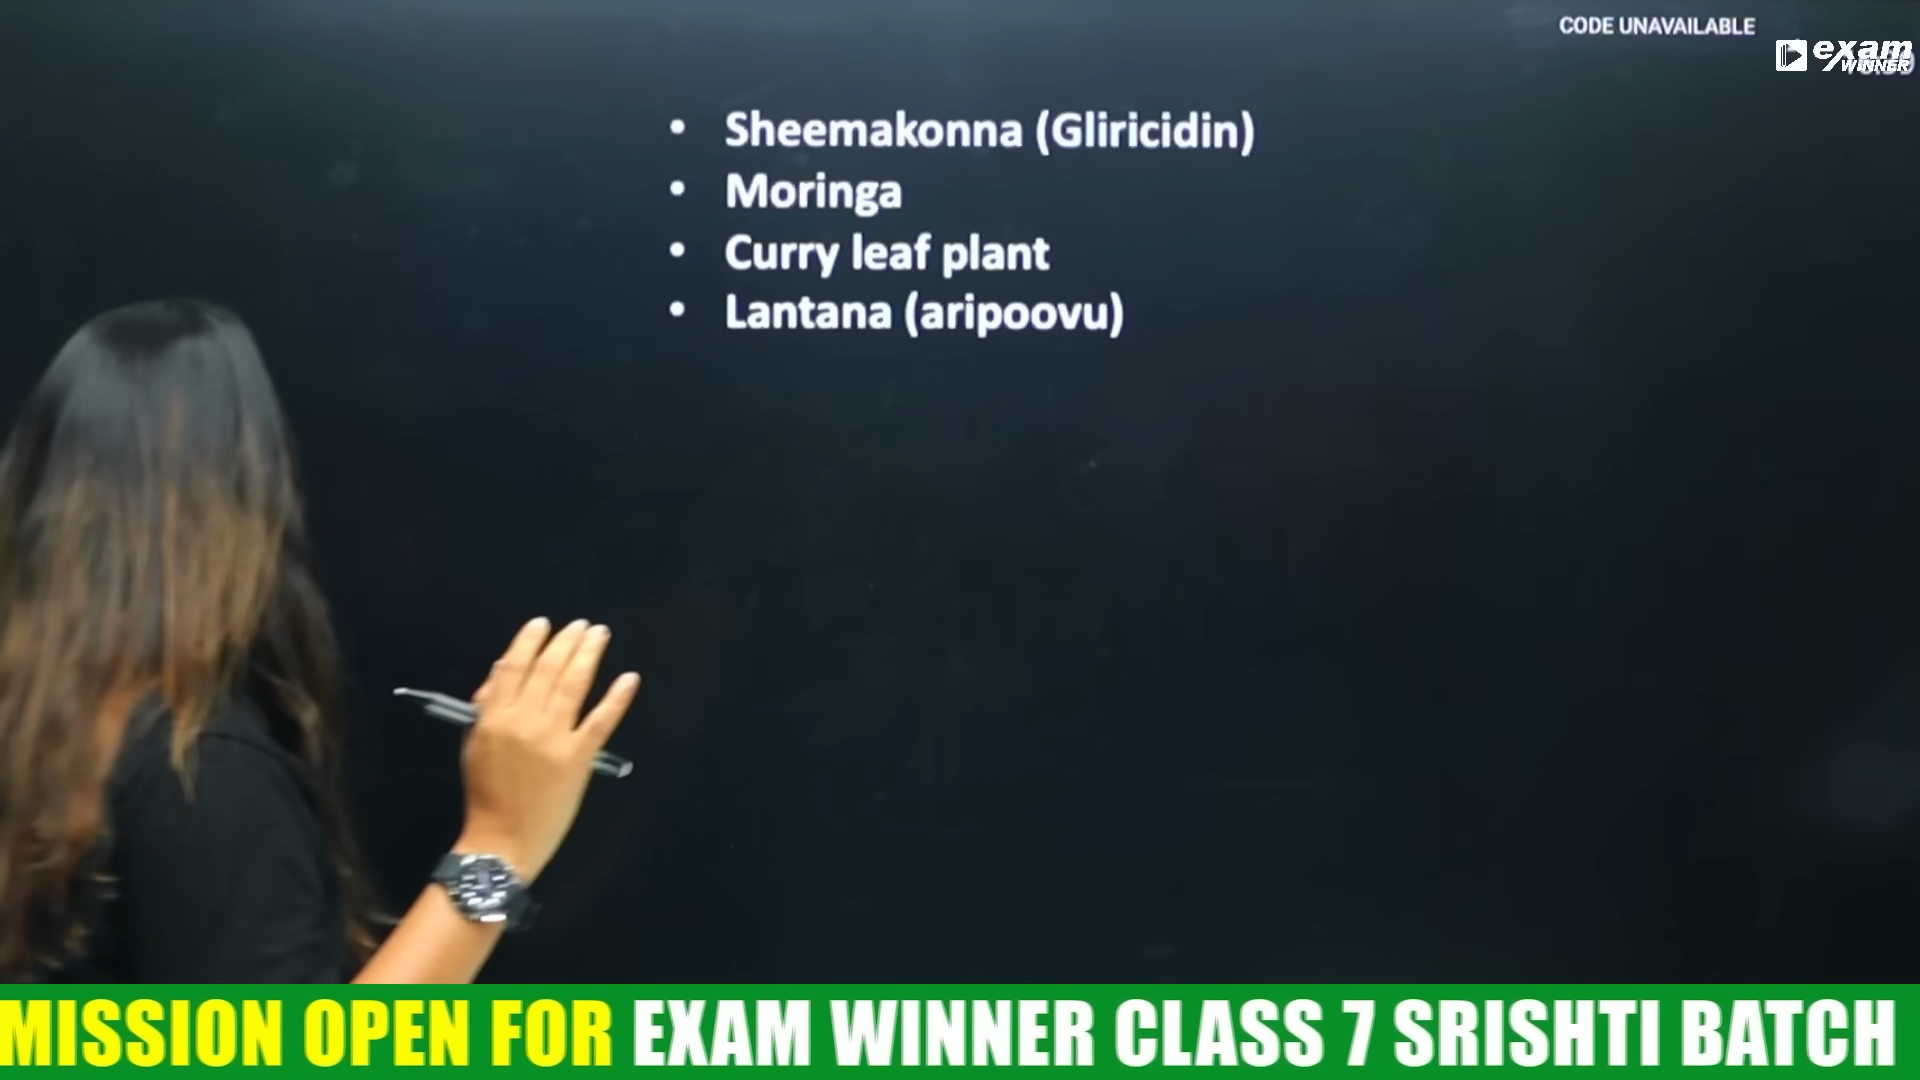 CODE UNAVAILABLE
exam
WINNER
• Sheemakonna (Gliricidin)
• Moringa
• Curry leaf plant
• Lantana (aripoovu)
MISSION OPEN FOR EXAM WINNER CLASS 7 SRISHTI BATCH